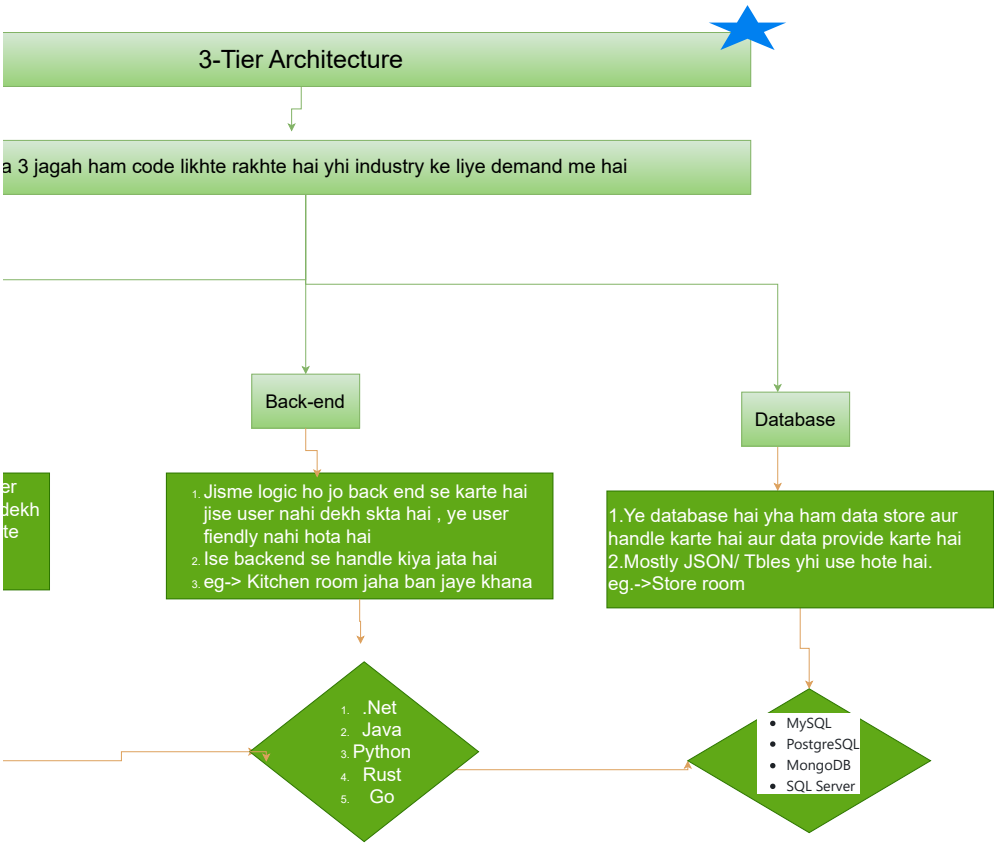 3-Tier Architecture
a 3 jagah ham code likhte rakhte hai yhi industry ke liye demand me hai
Back-end
Database
er
dekh
te
1. Jisme logic ho jo back end se karte hai
jise user nahi dekh skta hai , ye user
fiendly nahi hota hai
2. Ise backend se handle kiya jata hai
3. eg-> Kitchen room jaha ban jaye khana
1.Ye database hai yha ham data store aur
handle karte hai aur data provide karte hai
2.Mostly JSON/ Tbles yhi use hote hai.
eg.->Store room
1. .Net
2. Java
3. Python
4. Rust
5. Go
• MySQL
• PostgreSQL
• MongoDB
• SQL Server